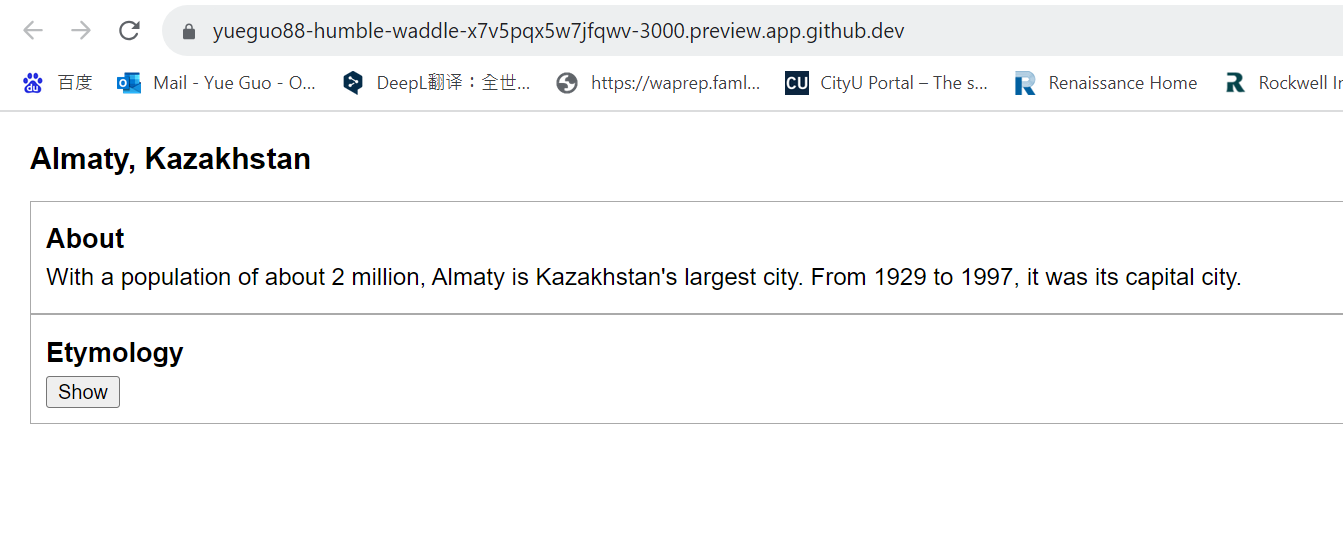 yueguo88-humble-waddle-x7v5pqx5w7jfqwv-3000.preview.app.github.dev
百度 Mail - Yue Guo - O... DeepL翻译：全世... https://waprep.faml... CU CityU Portal – The s... Renaissance Home Rockwell In
Almaty, Kazakhstan
About
With a population of about 2 million, Almaty is Kazakhstan's largest city. From 1929 to 1997, it was its capital city.
Etymology
Show